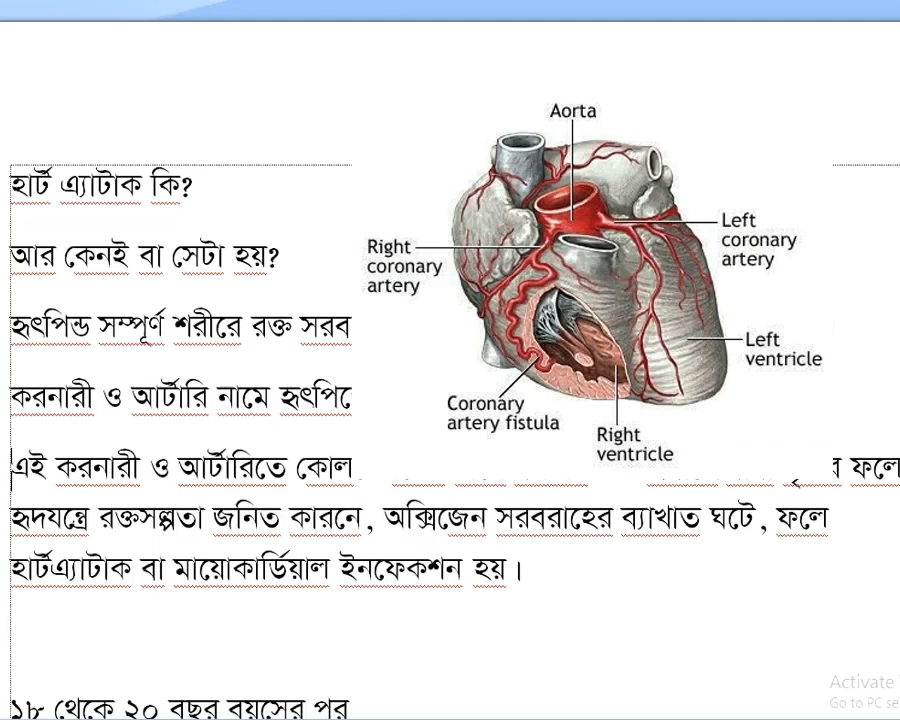 Aorta
হার্ট এ্যাটাক কি?
Left
coronary
artery
আর কেনই বা সেটা হয়?
Right
coronary
artery
হৃৎপিন্ড সম্পূর্ণ শরীরে রক্ত সরব
Left
ventricle
করনারী ও আর্টারি নামে হৃৎপিণে
Coronary
artery fistula
Right
ventricle
এই করনারী ও আর্টারিতে কোল ফলে
হৃদযন্ত্রে রক্তসল্পতা জনিত কারনে, অক্সিজেন সরবরাহের ব্যাখাত ঘটে, ফলে
হার্টএ্যাটাক বা মায়োকার্ডিয়াল ইনফেকশন হয়।
১৮ থেকে ২০ বছর বয়সের পর
Activate
Go to PC se